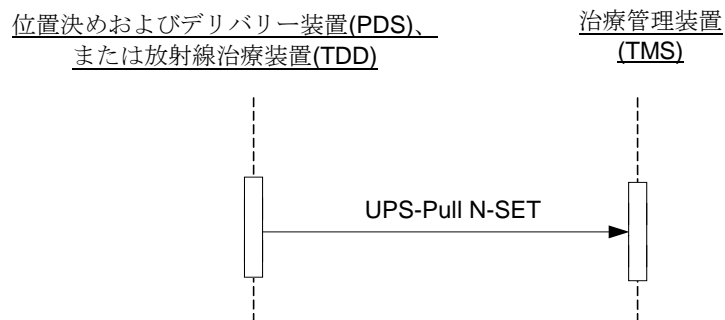 位置決めおよびデリバリー装置(PDS)、
または放射線治療装置(TDD)
治療管理装置
(TMS)
UPS-Pull N-SET